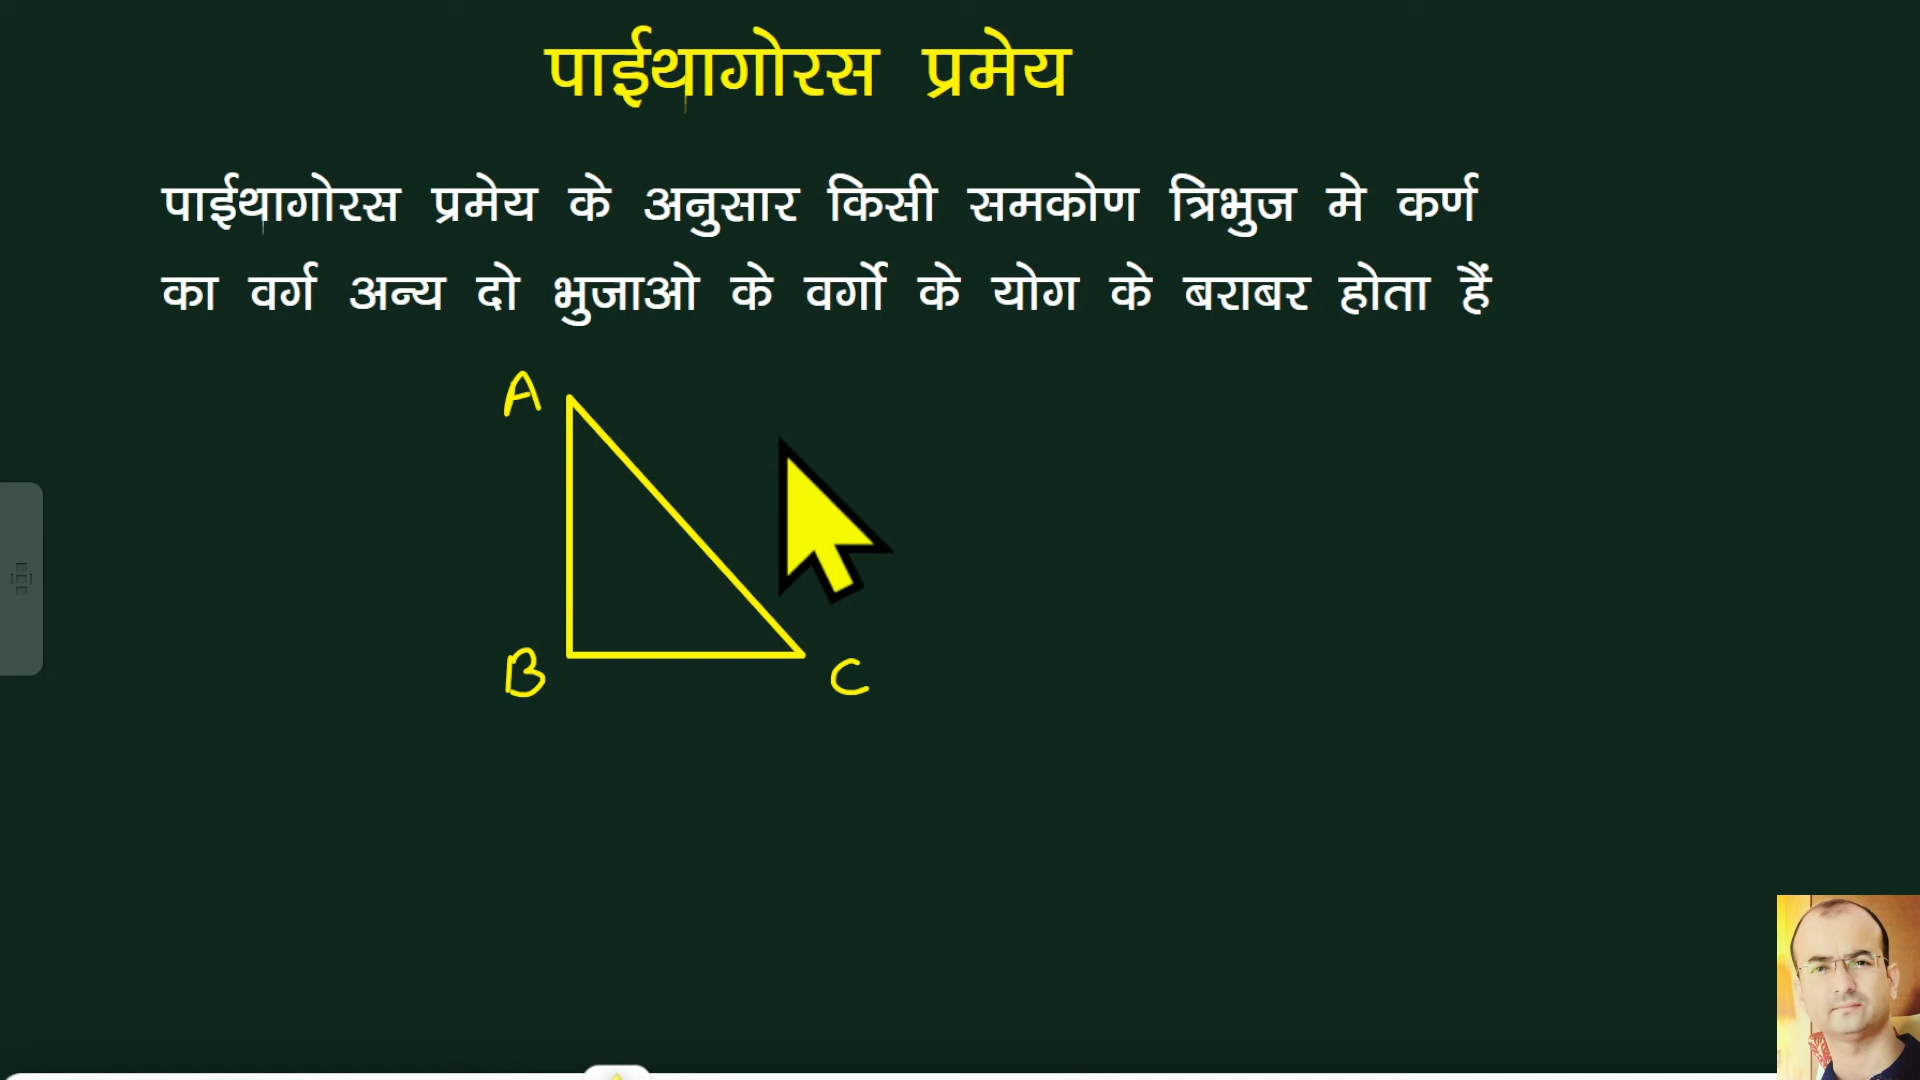 पाईथागोरस प्रमेय
पाईथागोरस प्रमेय के अनुसार किसी समकोण त्रिभुज मे कर्ण
का वर्ग अन्य दो भुजाओ के वर्गो के योग के बराबर होता हैं
A
B C